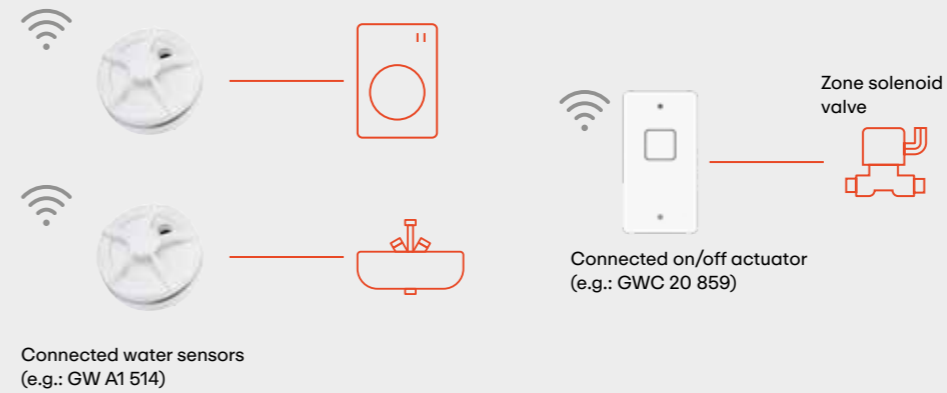 Zone solenoid
valve
Connected on/off actuator
(e.g.: GWC 20 859)
Connected water sensors
(e.g.: GW A1 514)